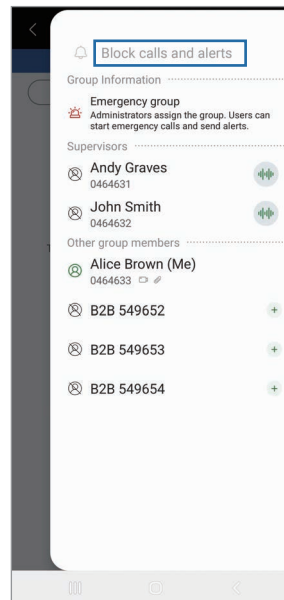 Block calls and alerts
Group Information
Emergency group
Administrators assign the group. Users can
start emergency calls and send alerts.
Supervisors
Andy Graves
0464631
John Smith
0464632
Other group members
Alice Brown (Me)
0464633
B2B 549652
B2B 549653
B2B 549654